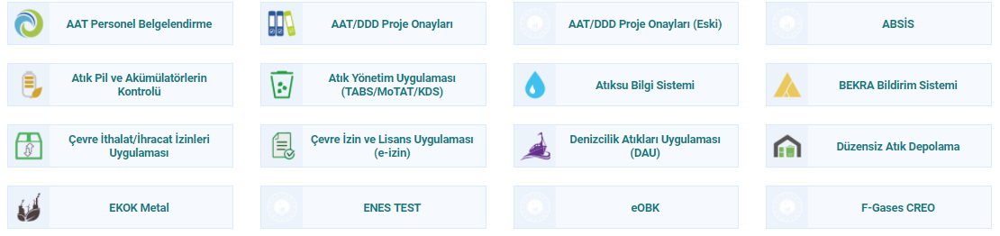 AAT Personel Belgelendirme
AAT/DDD Proje Onayları
AAT/DDD Proje Onayları (Eski)
ABSİS
Atık Pil ve Akümülatörlerin
Kontrolü
Atık Yönetim Uygulaması
(TABS/MoTAT/KDS)
Atıksu Bilgi Sistemi
BEKRA Bildirim Sistemi
Çevre İthalat/İhracat İzinleri
Uygulaması
Çevre İzin ve Lisans Uygulaması
(e-izin)
Denizcilik Atıkları Uygulaması
(DAU)
Düzensiz Atık Depolama
EKOK Metal
ENES TEST
eOBK
F-Gases CREO